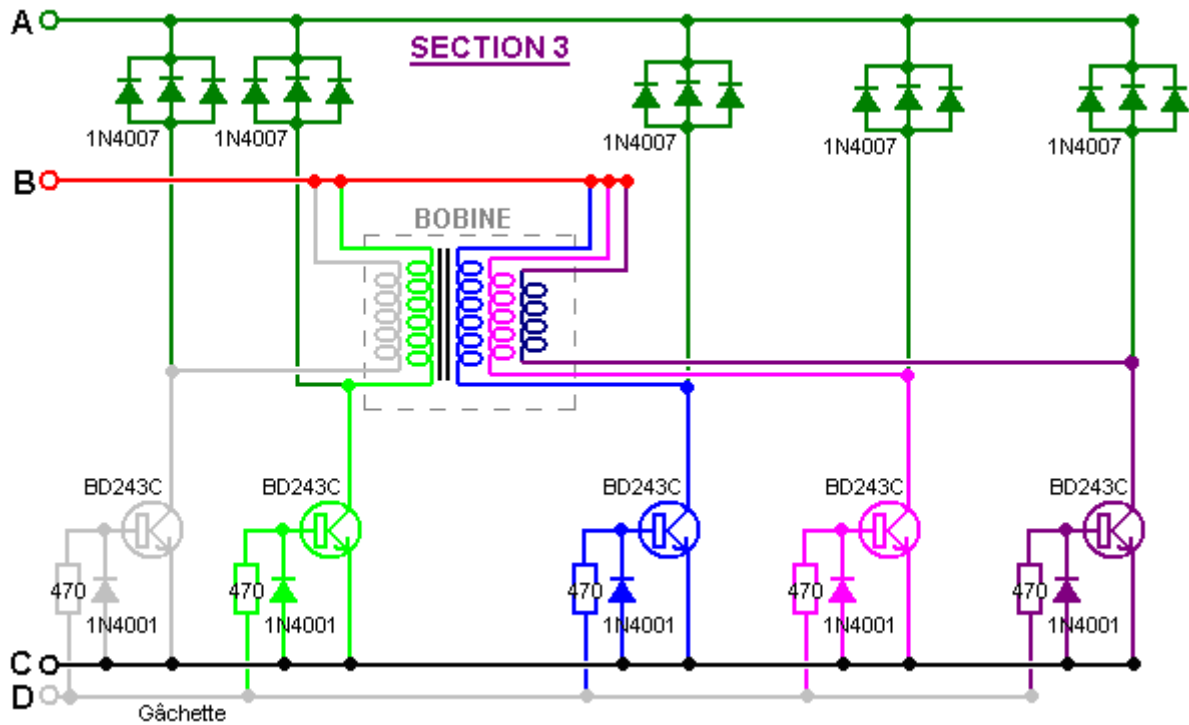 A
SECTION 3
1N4007
1N4007
1N4007
1N4007
1N4007
B
BOBINE
BD243C
BD243C
BD243C
BD243C
BD243C
470
470
470
470
470
1N4001
1N4001
1N4001
1N4001
1N4001
C
D
Gâchette